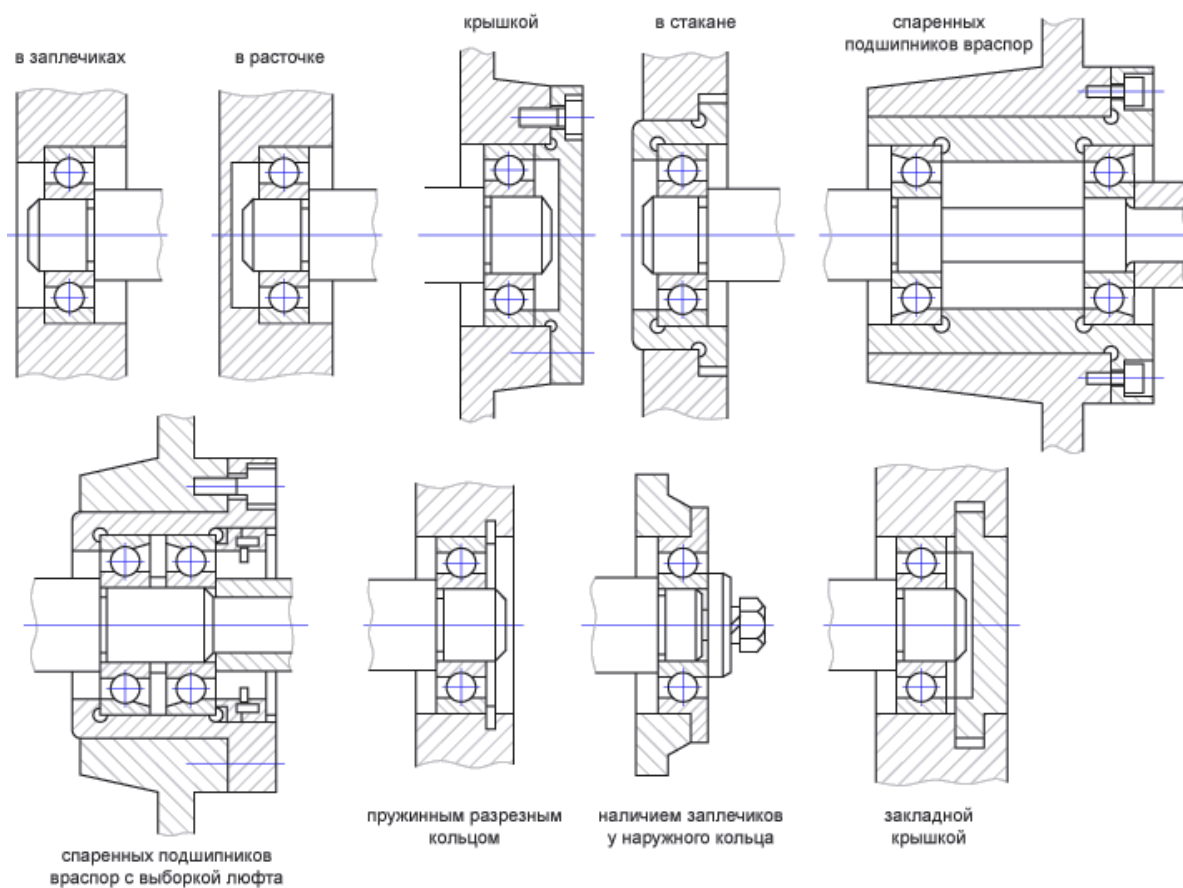 в заплечиках
в расточке
крышкой
в стакане
спаренных
подшипников враспор
спаренных подшипников
враспор с выборкой люфта
пружинным разрезным
кольцом
наличием заплечиков
у наружного кольца
закладной
крышкой